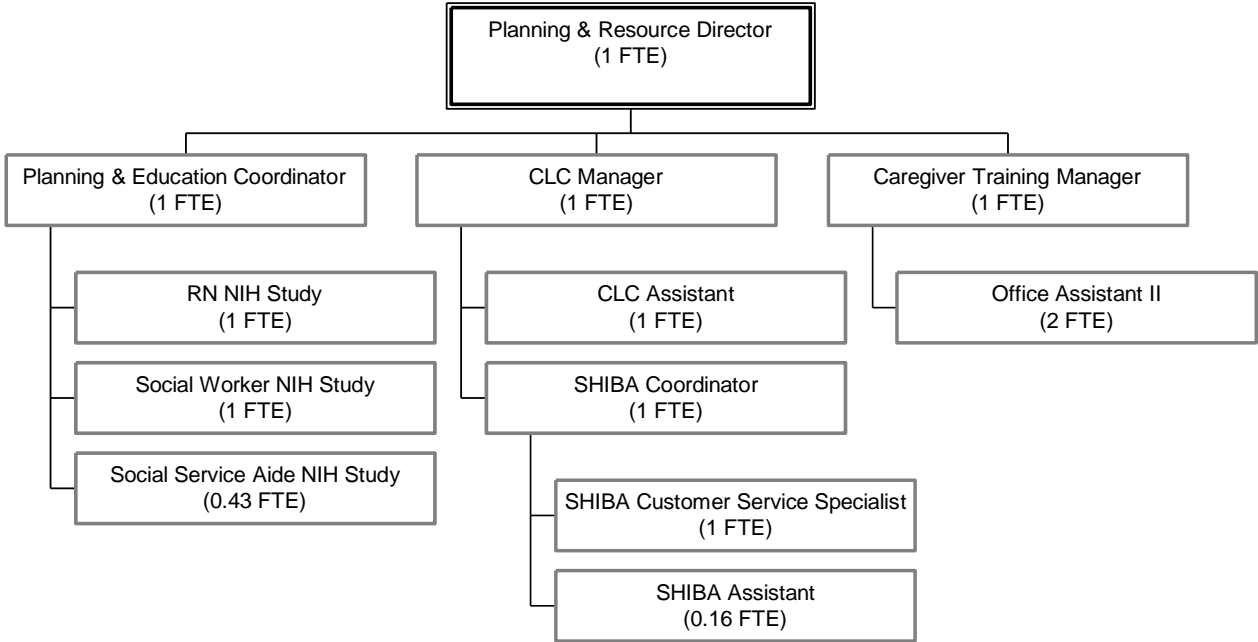 Planning & Resource Director
(1 FTE)
Planning & Education Coordinator
(1 FTE)
RN NIH Study
(1 FTE)
Social Worker NIH Study
(1 FTE)
Social Service Aide NIH Study
(0.43 FTE)
CLC Manager
(1 FTE)
CLC Assistant
(1 FTE)
SHIBA Coordinator
(1 FTE)
SHIBA Customer Service Specialist
(1 FTE)
SHIBA Assistant
(0.16 FTE)
Caregiver Training Manager
(1 FTE)
Office Assistant II
(2 FTE)